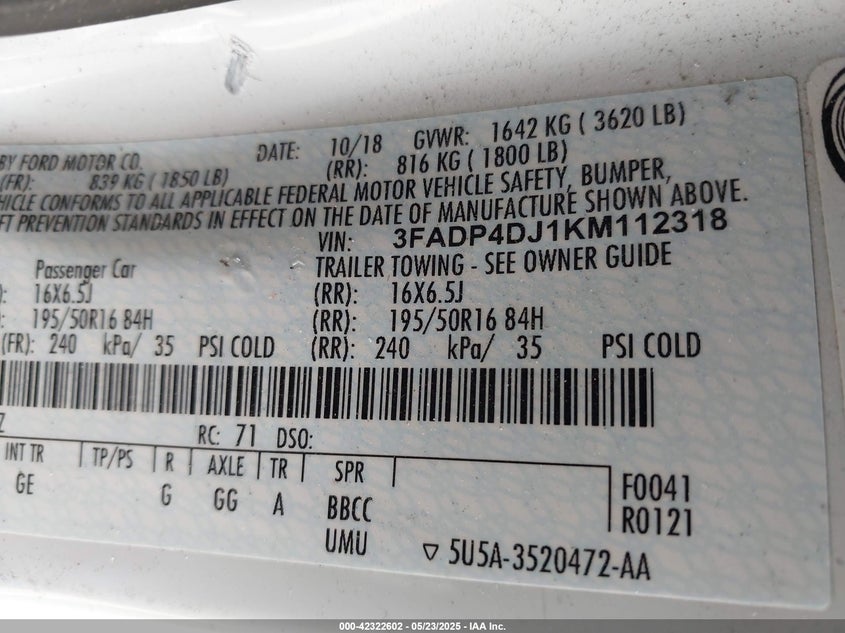 BY FORD MOTOR CO. DATE: 10/18 GVWR: 1642 KG ( 3620 LB)
(FR): 839 KG ( 1850 LB) (RR): 816 KG ( 1800 LB)
HICLE CONFORMS TO ALL APPLICABLE FEDERAL MOTOR VEHICLE SAFETY, BUMPER,
FT PREVENTION STANDARDS IN EFFECT ON THE DATE OF MANUFACTURE SHOWN ABOVE.
VIN: 3FADP4DJ1KM112318
Passenger Car TRAILER TOWING - SEE OWNER GUIDE
): 16X6.5J (RR): 16X6.5J
: 195/50R16 84H (RR): 195/50R16 84H
(FR): 240 kPa/ 35 PSI COLD (RR): 240 kPa/ 35 PSI COLD
Z
RC: 71 DSO:
INT TR TP/PS R AXLE TR SPR
GE G GG A BBCC
UMU
F0041
R0121
5U5A-3520472-AA
000-42322602 - 05/23/2025 - IAA Inc.